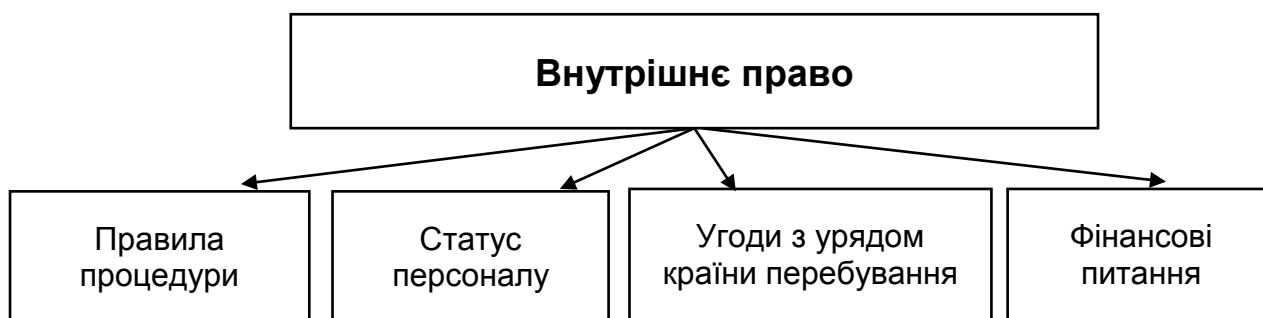 Внутрішнє право
Правила
процедури
Статус
персоналу
Угоди з урядом
країни перебування
Фінансові
питання